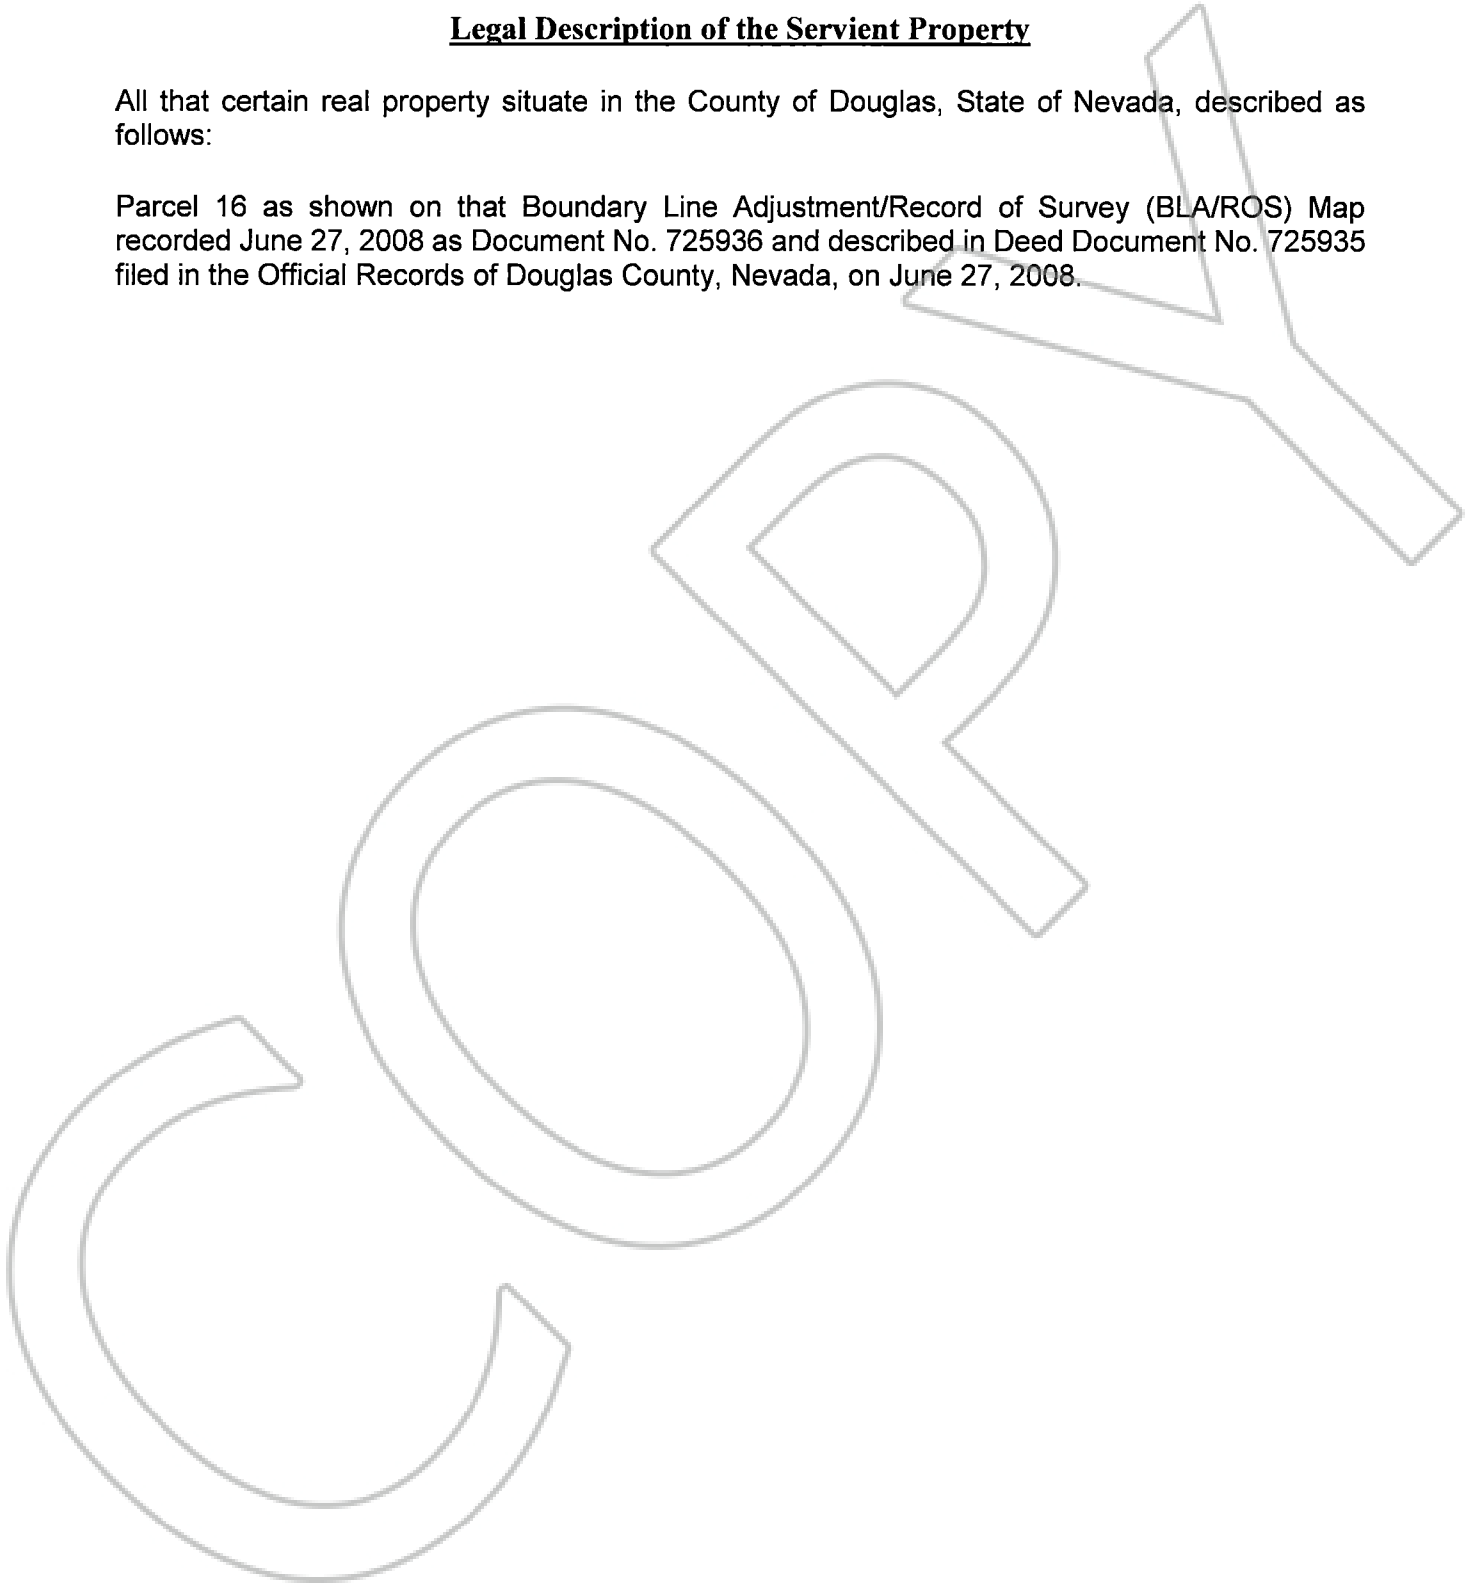 Legal Description of the Servient Property
All that certain real property situate in the County of Douglas, State of Nevada, described as
follows:
Parcel 16 as shown on that Boundary Line Adjustment/Record of Survey (BLA/ROS) Map
recorded June 27, 2008 as Document No. 725936 and described in Deed Document No. 725935
filed in the Official Records of Douglas County, Nevada, on June 27, 2008.
COPY